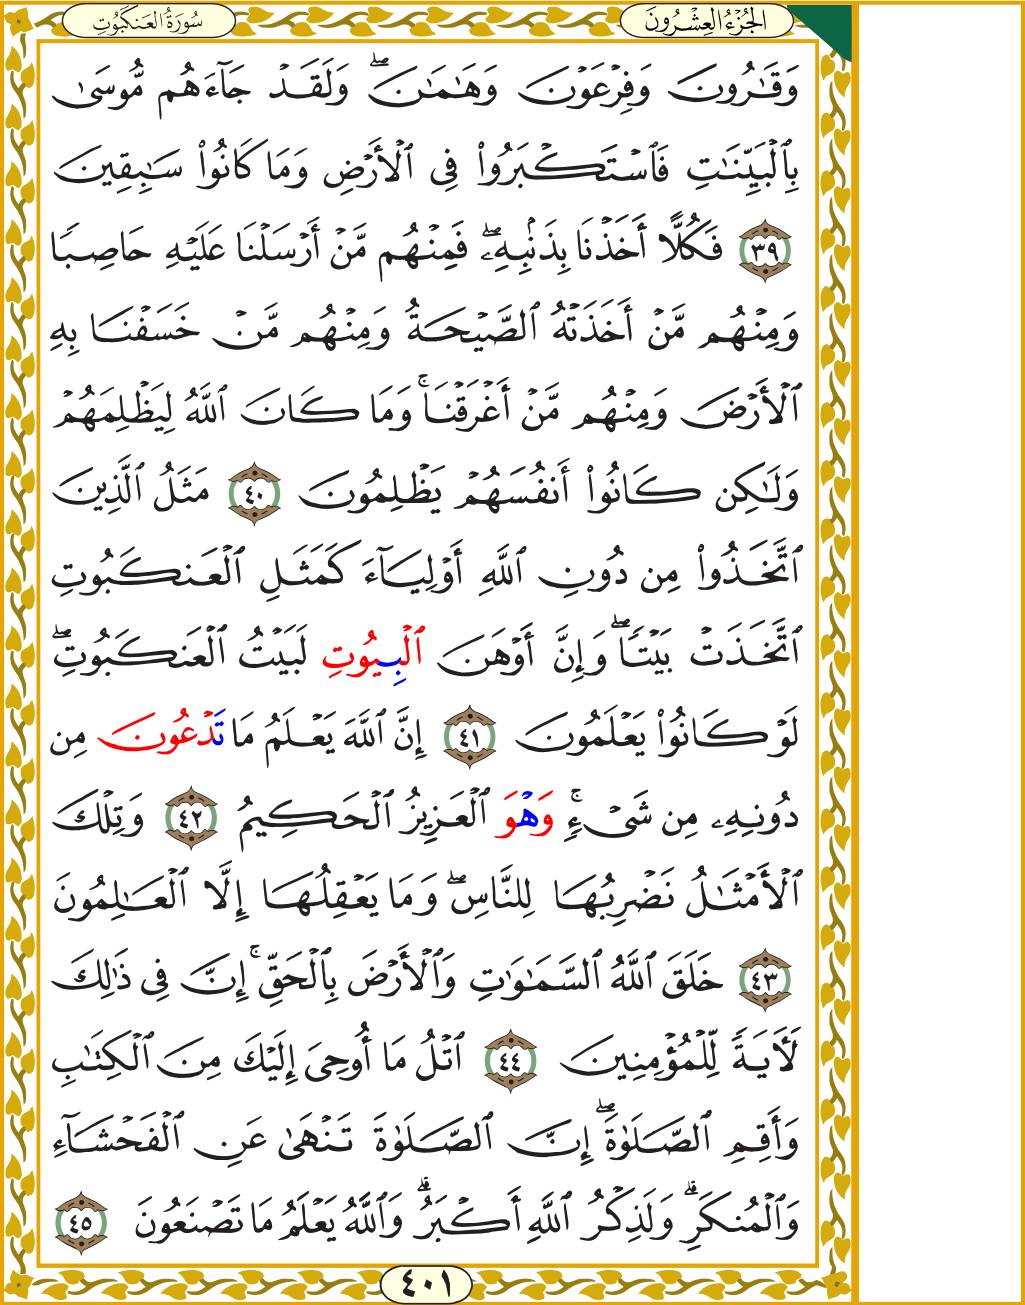 سُورَةُ العَنكَبُوتِ
الجُزْءُ العِشْرُونَ
وَقَٰرُونَ وَفِرْعَوْنَ وَهَٰمَٰنَۖ وَلَقَدْ جَآءَهُم مُّوسَىٰ
بِٱلْبَيِّنَٰتِ فَٱسْتَكْبَرُوا۟ فِى ٱلْأَرْضِ وَمَا كَانُوا۟ سَٰبِقِينَ
٣٩ فَكُلًّا أَخَذْنَا بِذَنۢبِهِۦۖ فَمِنْهُم مَّنْ أَرْسَلْنَا عَلَيْهِ حَاصِبًا
وَمِنْهُم مَّنْ أَخَذَتْهُ ٱلصَّيْحَةُ وَمِنْهُم مَّنْ خَسَفْنَا بِهِ
ٱلْأَرْضَ وَمِنْهُم مَّنْ أَغْرَقْنَاۚ وَمَا كَانَ ٱللَّهُ لِيَظْلِمَهُمْ
وَلَٰكِن كَانُوٓا۟ أَنفُسَهُمْ يَظْلِمُونَ ٤٠ مَثَلُ ٱلَّذِينَ
ٱتَّخَذُوا۟ مِن دُونِ ٱللَّهِ أَوْلِيَآءَ كَمَثَلِ ٱلْعَنكَبُوتِ
ٱتَّخَذَتْ بَيْتًاۖ وَإِنَّ أَوْهَنَ ٱلْبِيُوتِ لَبَيْتُ ٱلْعَنكَبُوتِۖ
لَوْ كَانُوا۟ يَعْلَمُونَ ٤١ إِنَّ ٱللَّهَ يَعْلَمُ مَا تَدْعُونَ مِن
دُونِهِۦ مِن شَىْءٍۚ وَهْوَ ٱلْعَزِيزُ ٱلْحَكِيمُ ٤٢ وَتِلْكَ
ٱلْأَمْثَٰلُ نَضْرِبُهَا لِلنَّاسِۖ وَمَا يَعْقِلُهَآ إِلَّا ٱلْعَٰلِمُونَ
٤٣ خَلَقَ ٱللَّهُ ٱلسَّمَٰوَٰتِ وَٱلْأَرْضَ بِٱلْحَقِّۚ إِنَّ فِى ذَٰلِكَ
لَءَايَةً لِّلْمُؤْمِنِينَ ٤٤ ٱتْلُ مَآ أُوحِىَ إِلَيْكَ مِنَ ٱلْكِتَٰبِ
وَأَقِمِ ٱلصَّلَوٰةَۖ إِنَّ ٱلصَّلَوٰةَ تَنْهَىٰ عَنِ ٱلْفَحْشَآءِ
وَٱلْمُنكَرِۗ وَلَذِكْرُ ٱللَّهِ أَكْبَرُۗ وَٱللَّهُ يَعْلَمُ مَا تَصْنَعُونَ ٤٥
٤٠١